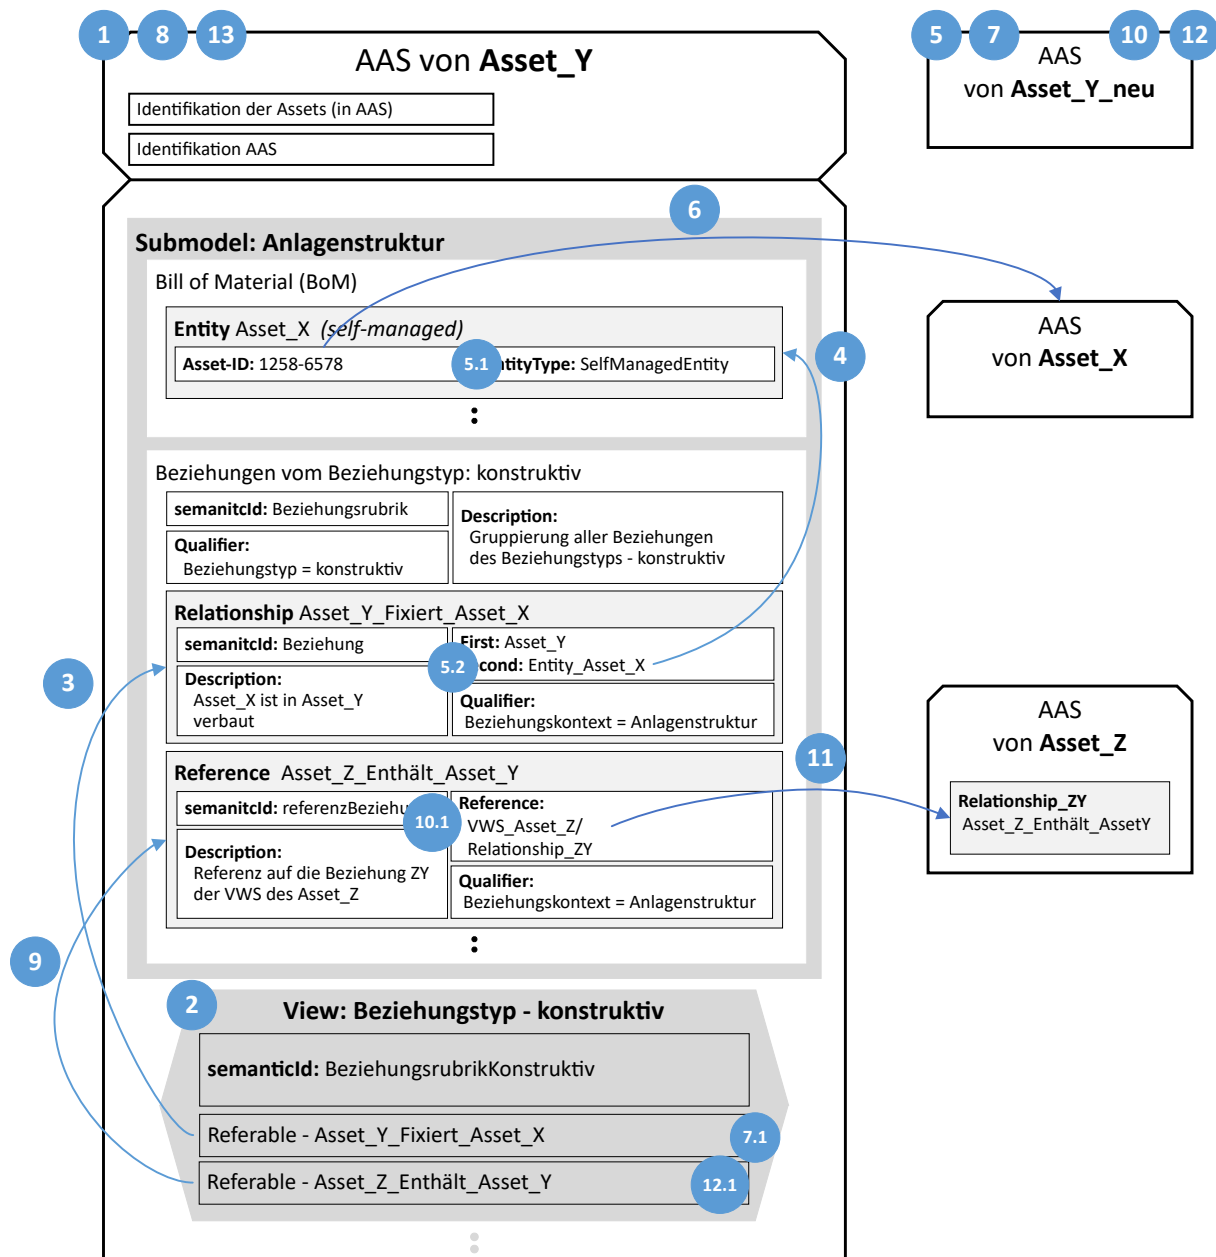 1 8 13
AAS von Asset_Y
Identifikation der Assets (in AAS)
Identifikation AAS
5 7 10 12
AAS
von Asset_Y_neu
6
Submodel: Anlagenstruktur
Bill of Material (BoM)
Entity Asset_X (self-managed)
Asset-ID: 1258-6578
5.1
ntityType: SelfManagedEntity
4
AAS
von Asset_X
Beziehungen vom Beziehungstyp: konstruktiv
semanitcId: Beziehungsrubrik
Qualifier:
Beziehungstyp = konstruktiv
Description:
Gruppierung aller Beziehungen
des Beziehungstyps - konstruktiv
Relationship Asset_Y_Fixiert_Asset_X
semanitcId: Beziehung
Description:
Asset_X ist in Asset_Y
verbaut
5.2
First: Asset_Y
cond: Entity_Asset_X
Qualifier:
Beziehungskontext = Anlagenstruktur
3
Reference Asset_Z_Enthält_Asset_Y
semanitcId: referenzBeziehu
10.1
Description:
Referenz auf die Beziehung ZY
der VWS des Asset_Z
Reference:
VWS_Asset_Z/
Relationship_ZY
Qualifier:
Beziehungskontext = Anlagenstruktur
11
AAS
von Asset_Z
Relationship_ZY
Asset_Z_Enthält_AssetY
9
2
View: Beziehungstyp - konstruktiv
semanticId: BeziehungsrubrikKonstruktiv
Referable - Asset_Y_Fixiert_Asset_X
7.1
Referable - Asset_Z_Enthält_Asset_Y
12.1